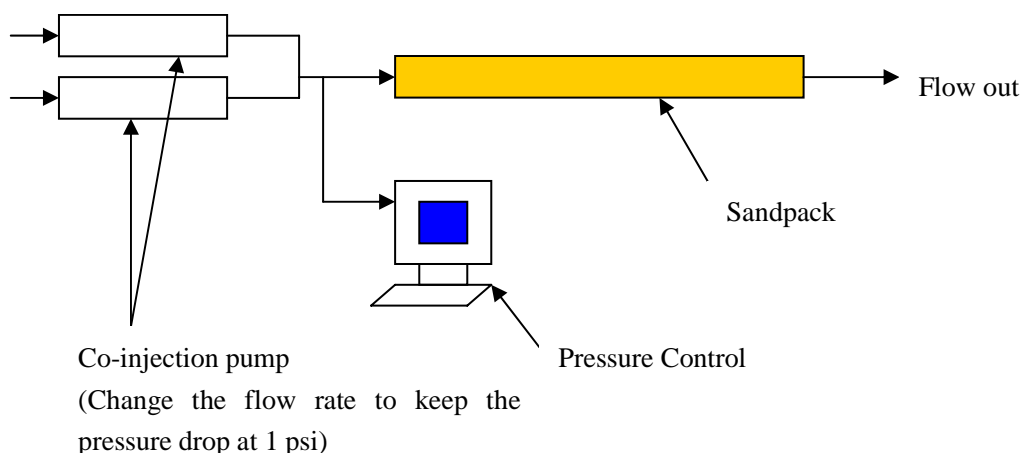 Flow out
Sandpack
Co-injection pump
(Change the flow rate to keep the
pressure drop at 1 psi)
Pressure Control